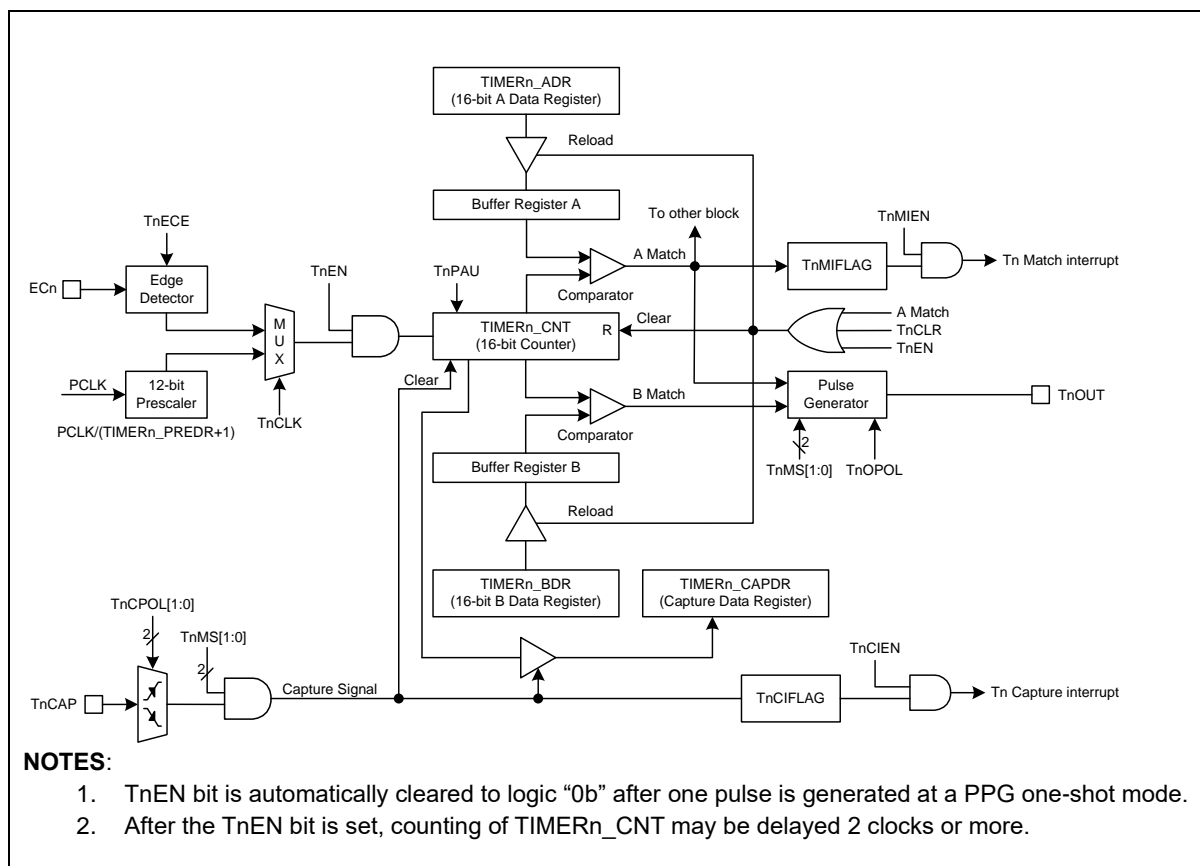 TIMERn_ADR
(16-bit A Data Register)
Reload
Buffer Register A
To other block
TnMIEN
TnECE
A Match
TnMIFLAG
Tn Match interrupt
TnEN
TnPAU
ECn
Edge
Detector
Comparator
M
U
X
TIMERn_CNT
(16-bit Counter)
R
Clear
A Match
TnCLR
TnEN
PCLK
12-bit
Prescaler
Clear
TnCLK
B Match
Pulse
Generator
TnOUT
PCLK/(TIMERn_PREDR+1)
Comparator
2
Buffer Register B
TnMS[1:0]
TnOPOL
Reload
TIMERn_BDR
(16-bit B Data Register)
TIMERn_CAPDR
(Capture Data Register)
TnCPOL[1:0]
2
TnMS[1:0]
2
TnCIEN
TnCAP
Capture Signal
TnCIFLAG
Tn Capture interrupt
NOTES:
1. TnEN bit is automatically cleared to logic “0b” after one pulse is generated at a PPG one-shot mode.
2. After the TnEN bit is set, counting of TIMERn_CNT may be delayed 2 clocks or more.